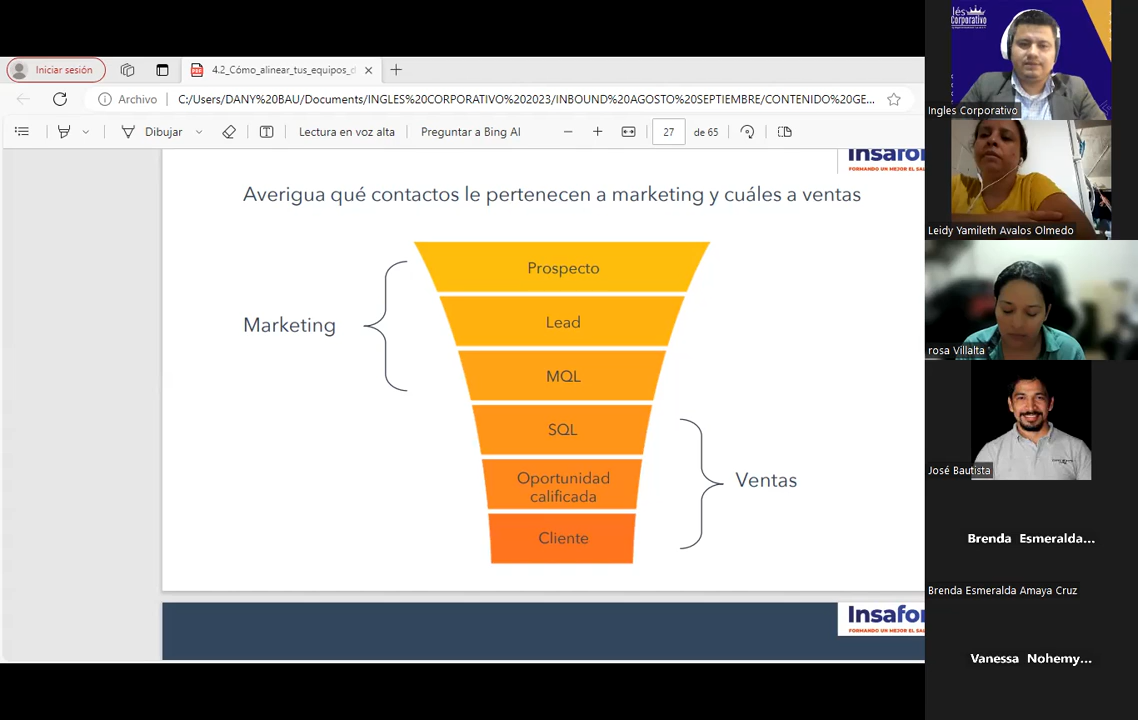 Iniciar sesión
4.2_Cómo_alinear_tus_equipos_d
Archivo
C:/Users/DANY%20BAU/Documents/INGLES%20CORPORATIVO%202023/INBOUND%20AGOSTO%20SEPTIEMBRE/CONTENIDO%20GE...
Dibujar
Lectura en voz alta
Preguntar a Bing AI
27
de 65
Insafor
FORMANDO UN MEJOR EL SAL
Averigua qué contactos le pertenecen a marketing y cuáles a ventas
Prospecto
Lead
Marketing
MQL
SQL
Oportunidad
calificada
Ventas
Cliente
Insafor
FORMANDO UN MEJOR EL SAL
lés
Corporativo
Ingles Corporativo
Leidy Yamileth Avalos Olmedo
rosa Villalta
José Bautista
Brenda Esmeralda...
Brenda Esmeralda Amaya Cruz
Vanessa Nohemy...